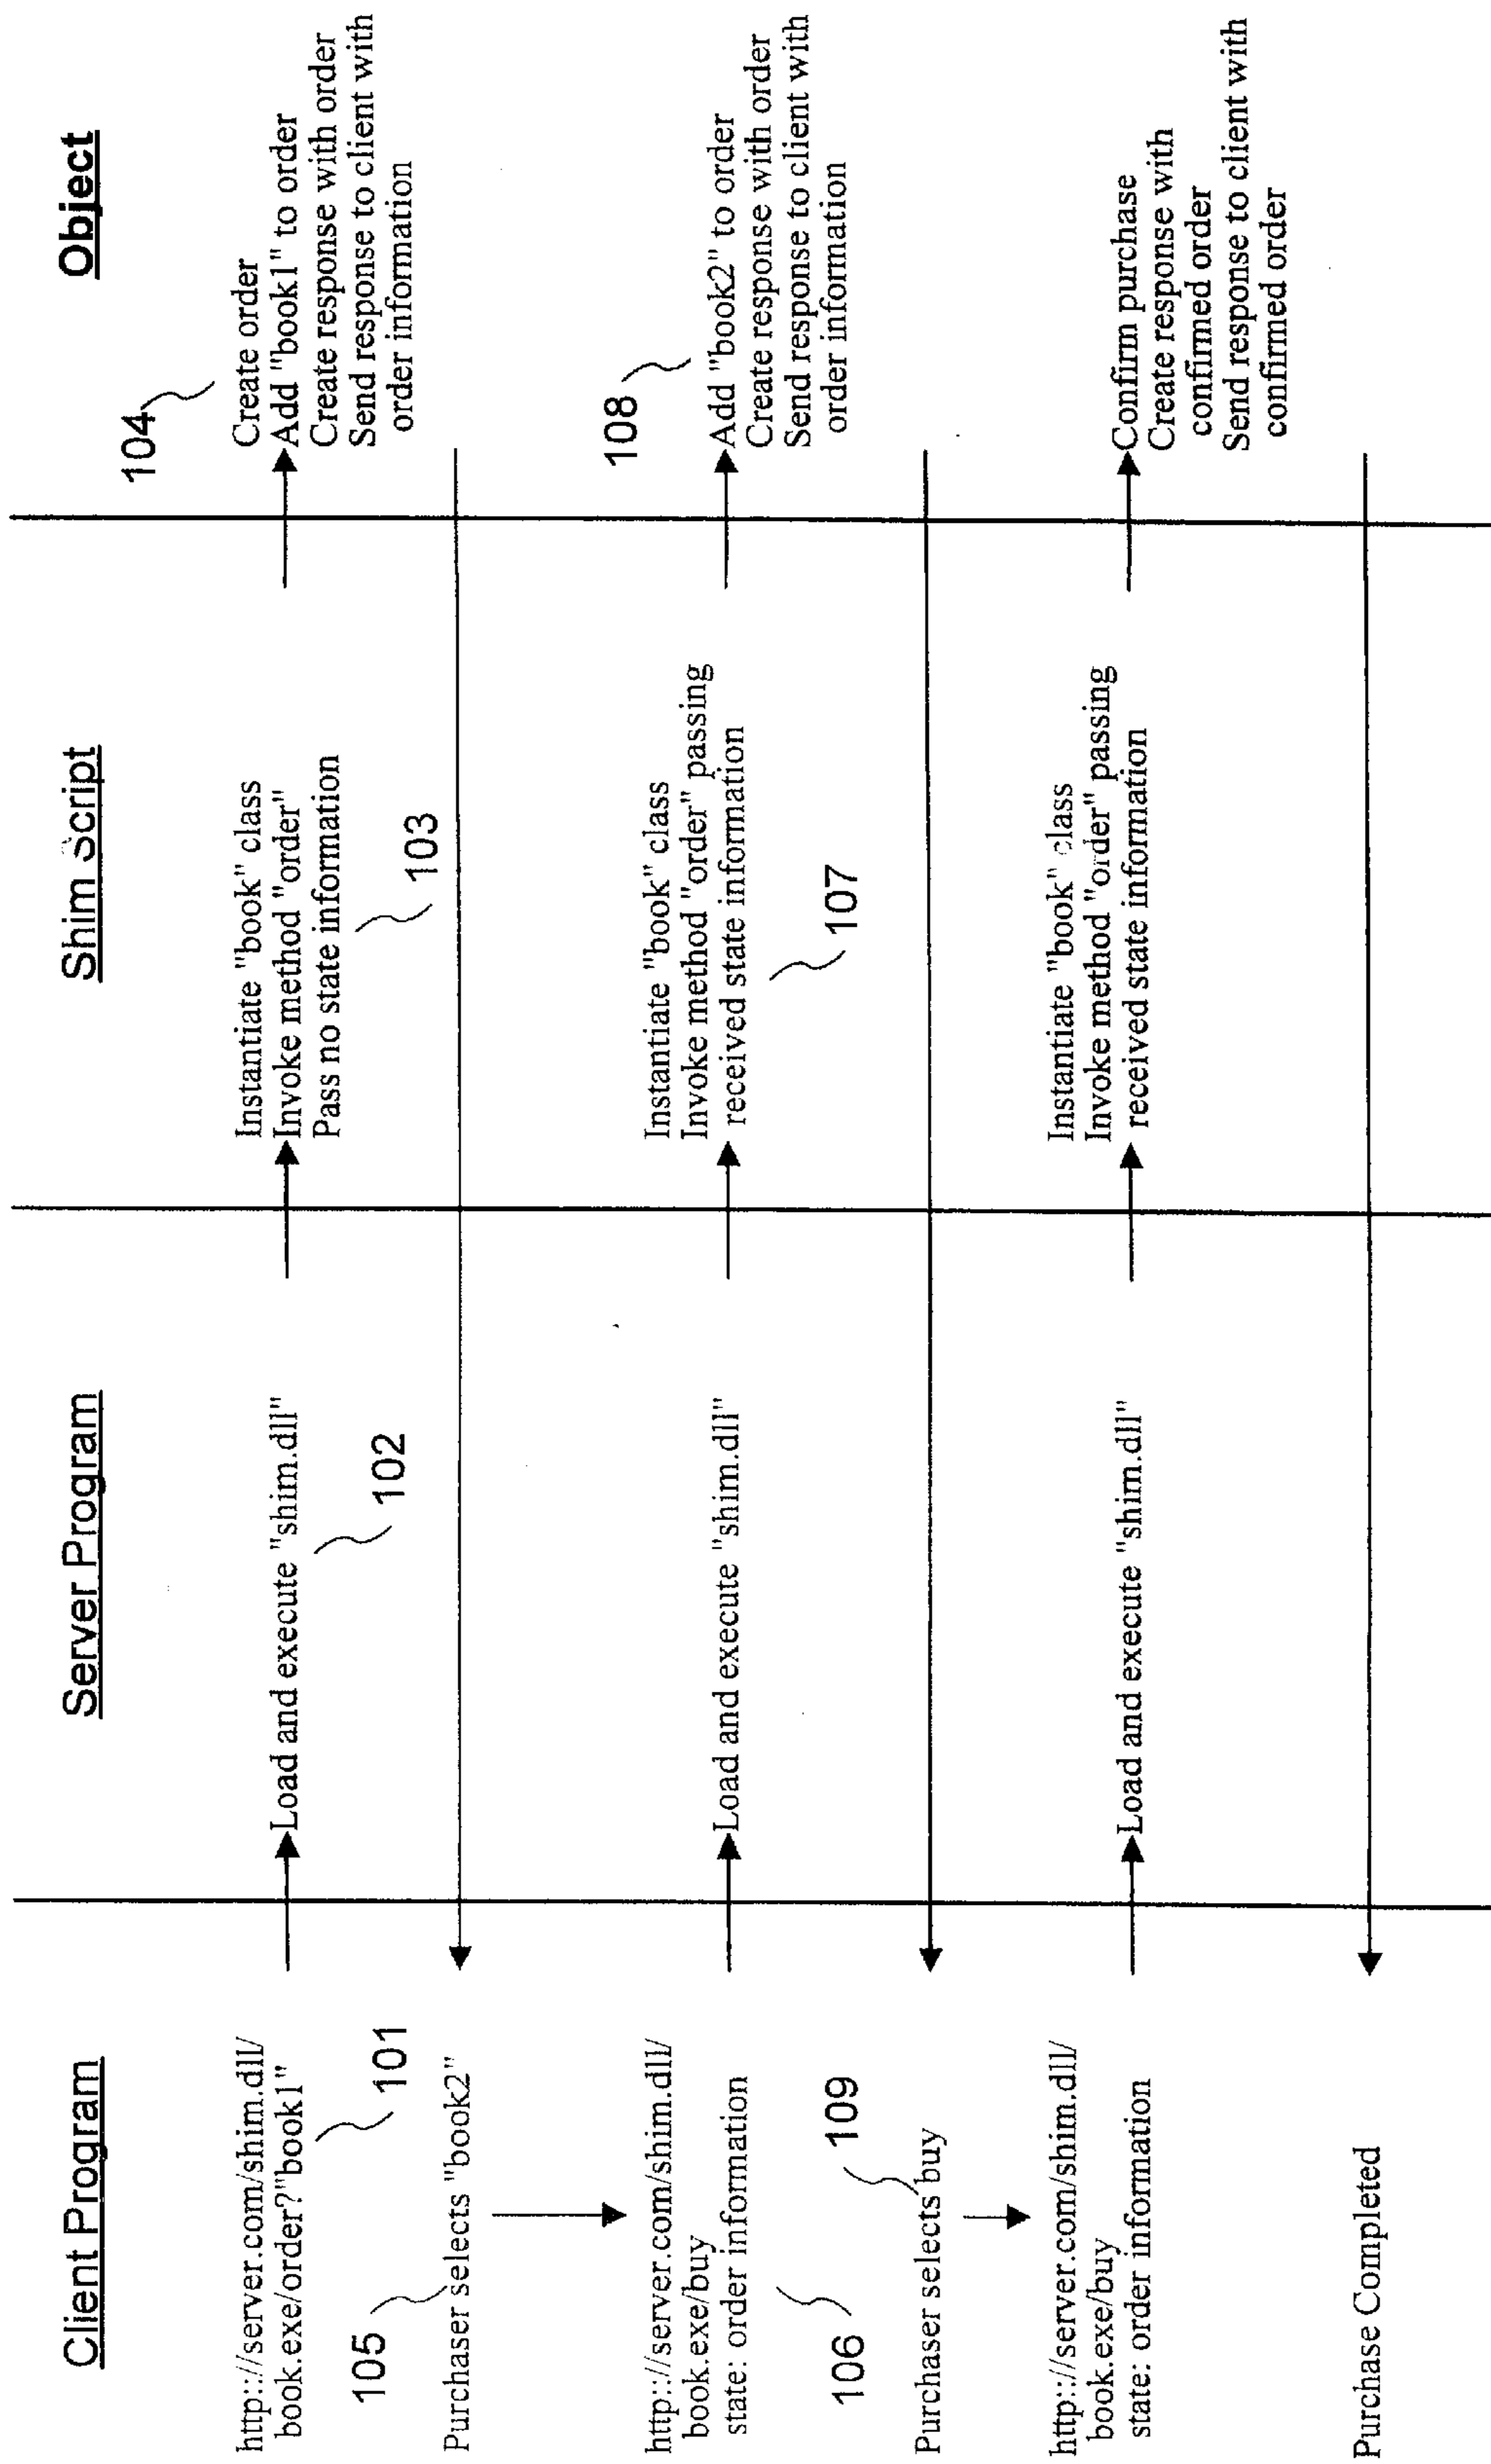 Client Program
Server Program
Shim Script
Object
http:://server.com/shim.dll/
book.exe/order?"book1"
101
Load and execute "shim.dll"
102
Instantiate "book" class
Invoke method "order"
Pass no state information
103
104
Create order
Add "book1" to order
Create response with order
Send response to client with
order information
105
Purchaser selects "book2"
http:://server.com/shim.dll/
book.exe/buy
state: order information
106
Load and execute "shim.dll"
Instantiate "book" class
Invoke method "order" passing
received state information
107
108
Add "book2" to order
Create response with order
Send response to client with
order information
109
Purchaser selects buy
http:://server.com/shim.dll/
book.exe/buy
state: order information
Load and execute "shim.dll"
Instantiate "book" class
Invoke method "order" passing
received state information
Confirm purchase
Create response with
confirmed order
Send response to client with
confirmed order
Purchase Completed